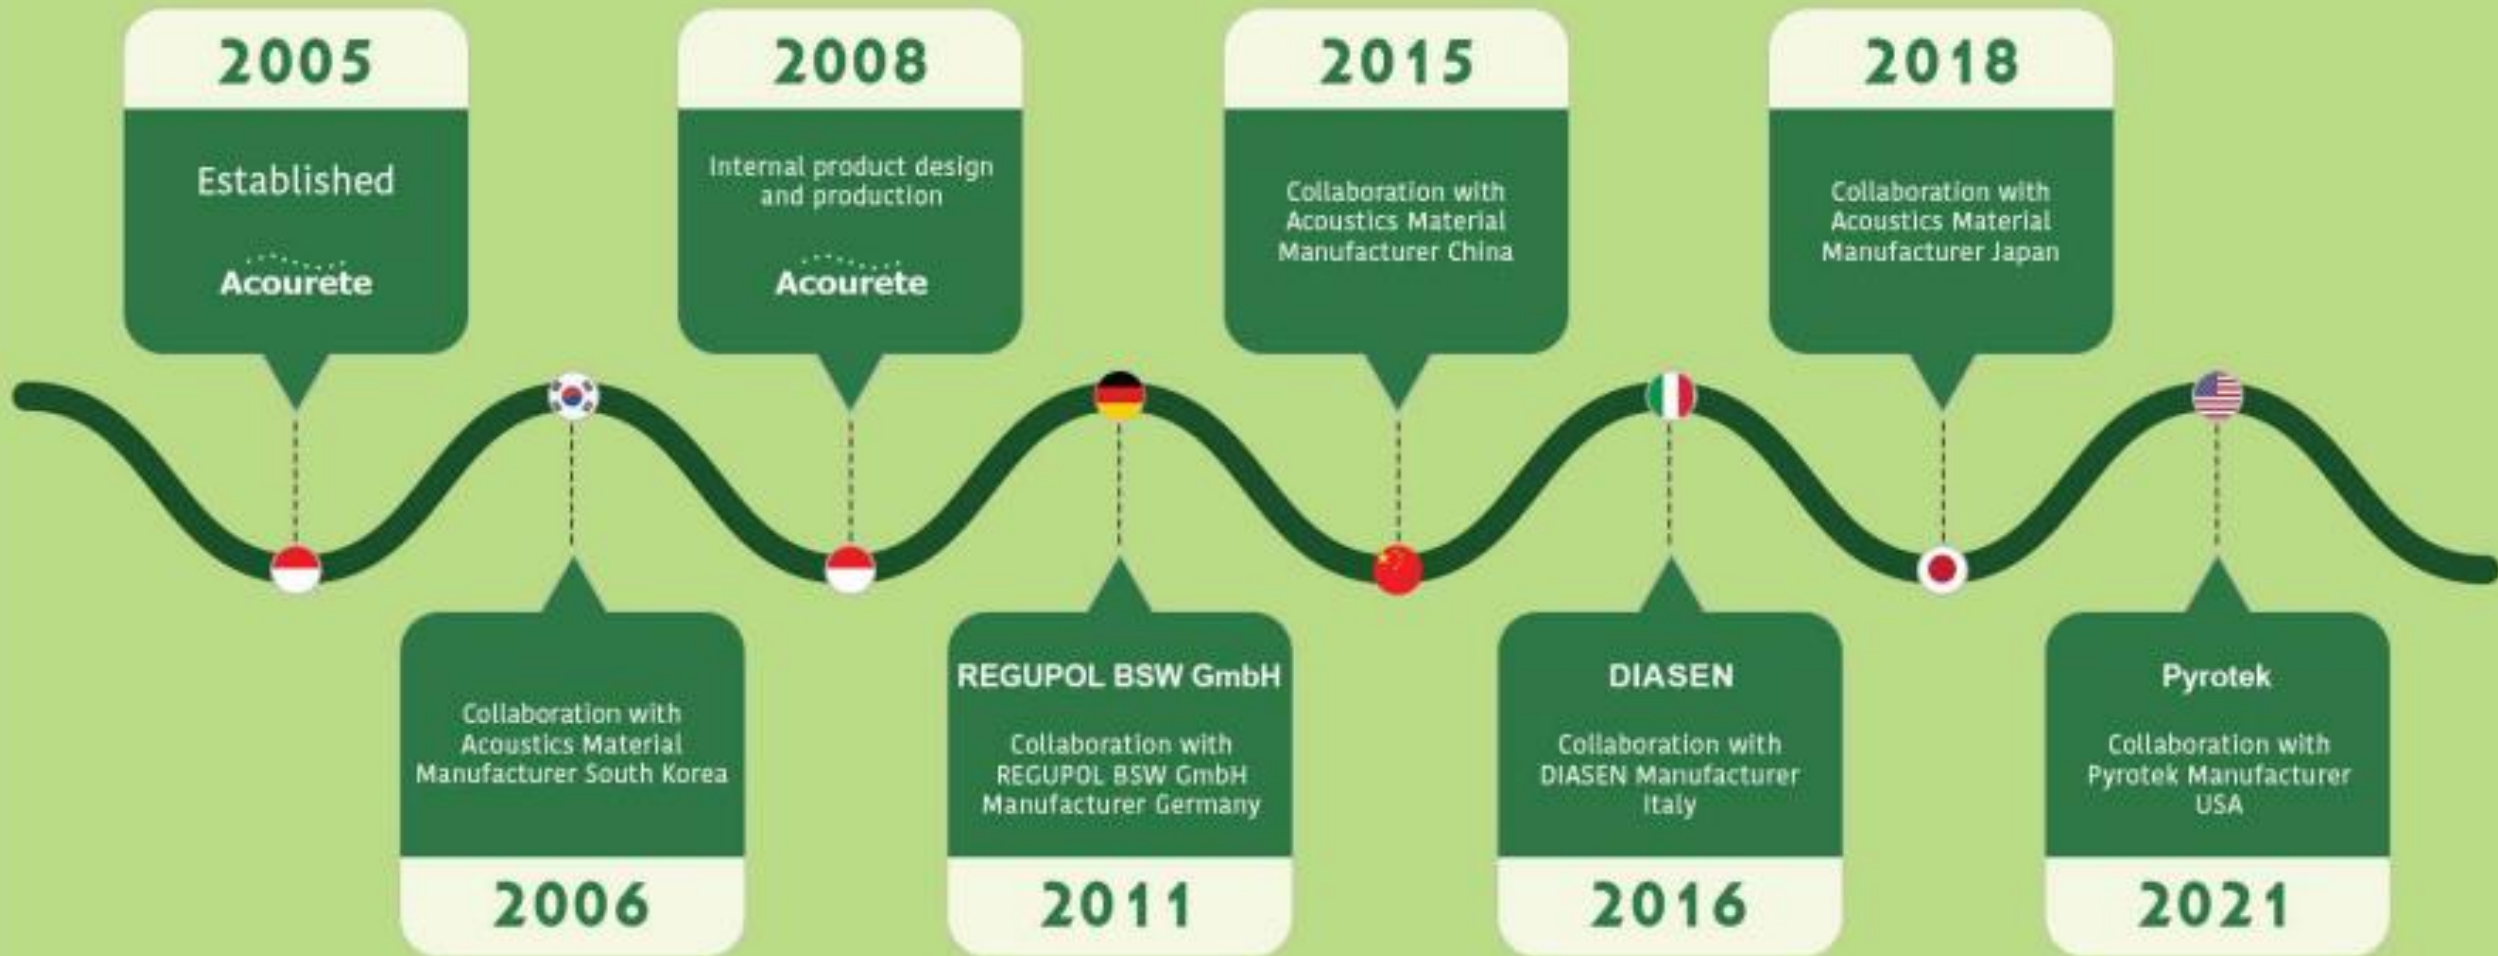 2005
Established
Acourete
2006
Collaboration with
Acoustics Material
Manufacturer South Korea
2008
Internal product design
and production
Acourete
2011
REGUPOL BSW GmbH
Collaboration with
REGUPOL BSW GmbH
Manufacturer Germany
2015
Collaboration with
Acoustics Material
Manufacturer China
2016
DIASEN
Collaboration with
DIASEN Manufacturer
Italy
2018
Collaboration with
Acoustics Material
Manufacturer Japan
2021
Pyrotek
Collaboration with
Pyrotek Manufacturer
USA